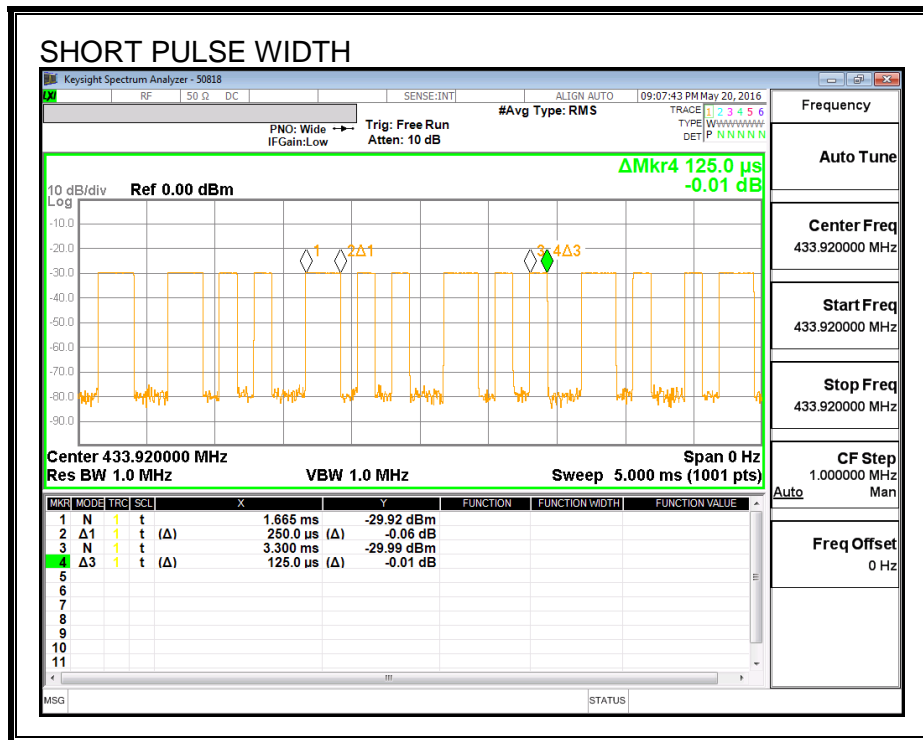 SHORT PULSE WIDTH
Keysight Spectrum Analyzer - 50818
LXI RF 50 Ω DC SENSE:INT ALIGN AUTO 09:07:43 PM May 20, 2016
#Avg Type: RMS TRACE 1 2 3 4 5 6
PNO: Wide Trig: Free Run TYPE WWWWWW
IFGain:Low Atten: 10 dB DET P N N N N N
ΔMkr4 125.0 µs
-0.01 dB
10 dB/div Ref 0.00 dBm
Log
-10.0
-20.0
-30.0
-40.0
-50.0
-60.0
-70.0
-80.0
-90.0
1 2Δ1 3 4Δ3
Center 433.920000 MHz Span 0 Hz
Res BW 1.0 MHz VBW 1.0 MHz Sweep 5.000 ms (1001 pts)
MKR MODE TRC SCL X Y FUNCTION FUNCTION WIDTH FUNCTION VALUE
1 N 1 t 1.665 ms -29.92 dBm
2 Δ1 1 t (Δ) 250.0 µs (Δ) -0.06 dB
3 N 1 t 3.300 ms -29.99 dBm
4 Δ3 1 t (Δ) 125.0 µs (Δ) -0.01 dB
5
6
7
8
9
10
11
MSG STATUS
Frequency
Auto Tune
Center Freq
433.920000 MHz
Start Freq
433.920000 MHz
Stop Freq
433.920000 MHz
CF Step
1.000000 MHz
Auto Man
Freq Offset
0 Hz